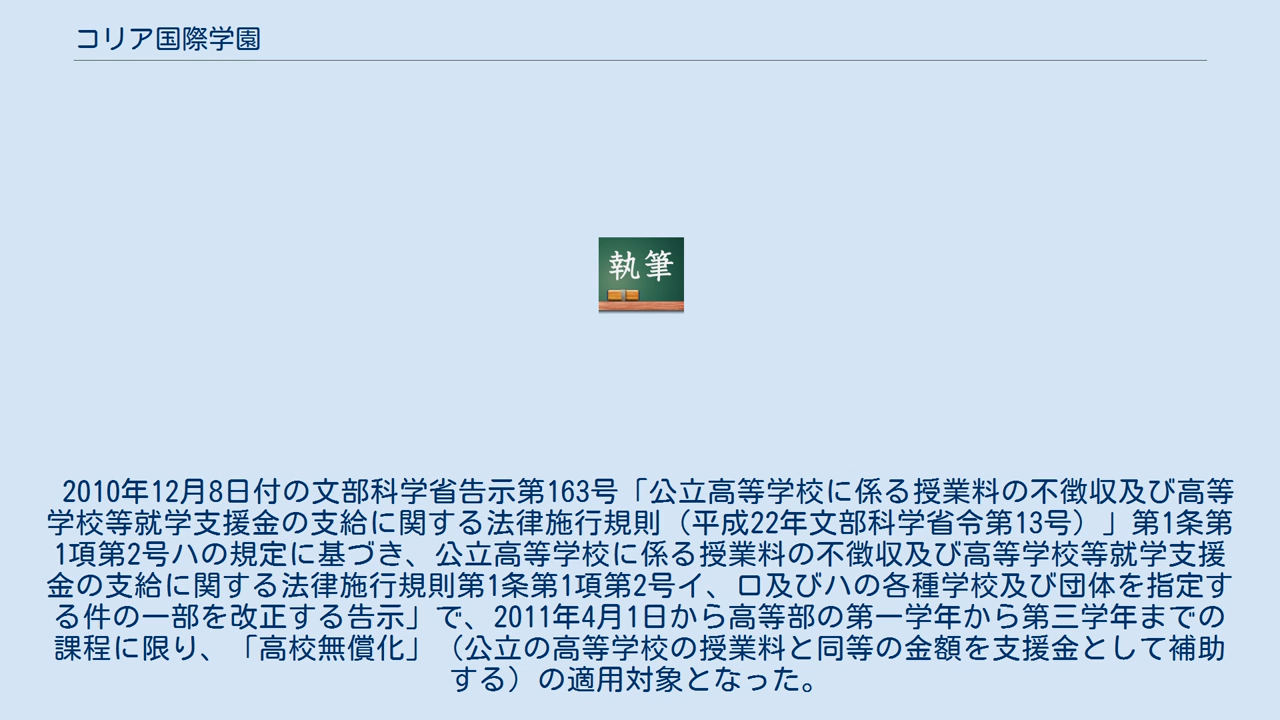 コリア国際学園
執筆
2010年12月8日付の文部科学省告示第163号「公立高等学校に係る授業料の不徴収及び高等
学校等就学支援金の支給に関する法律施行規則（平成22年文部科学省令第13号）」第1条第
1項第2号ハの規定に基づき、公立高等学校に係る授業料の不徴収及び高等学校等就学支援
金の支給に関する法律施行規則第1条第1項第2号イ、ロ及びハの各種学校及び団体を指定す
る件の一部を改正する告示」で、2011年4月1日から高等部の第一学年から第三学年までの
課程に限り、「高校無償化」（公立の高等学校の授業料と同等の金額を支援金として補助
する）の適用対象となった。